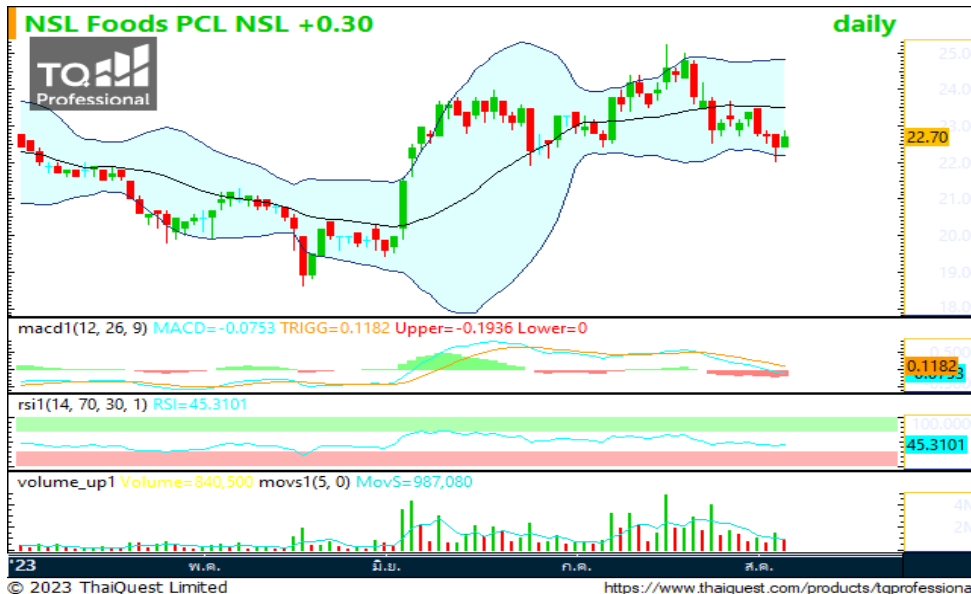 NSL Foods PCL NSL +0.30 daily
TQ
Professional
25.0
24.0
23.0
22.70
22.0
21.0
20.0
19.0
18.0
macd1(12, 26, 9) MACD=-0.0753 TRIGG=0.1182 Upper=-0.1936 Lower=0
0.500
0.1182
rsi1(14, 70, 30, 1) RSI=45.3101
100.000
45.3101
volume_up1 Volume=840,500 movs1(5, 0) MovS=987,080
4M
2M
'23 พ.ค. มิ.ย. ก.ค. ส.ค.
© 2023 ThaiQuest Limited https://www.thaiquest.com/products/tqprofessional